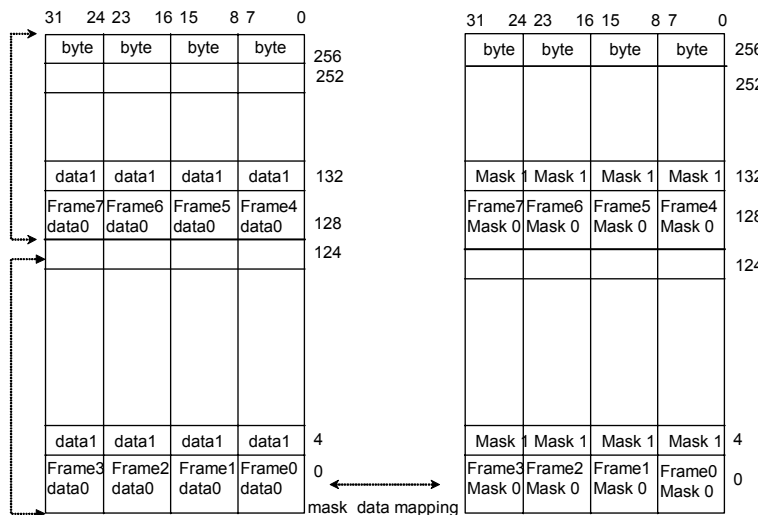 31 24 23 16 15 8 7 0
byte byte byte byte
256
252
data1 data1 data1 data1 132
Frame7 Frame6 Frame5 Frame4
data0 data0 data0 data0
128
124
data1 data1 data1 data1 4
Frame3 Frame2 Frame1 Frame0
data0 data0 data0 data0
0
mask data mapping
31 24 23 16 15 8 7 0
byte byte byte byte
256
252
Mask 1 Mask 1 Mask 1 Mask 1 132
Frame7 Frame6 Frame5 Frame4
Mask 0 Mask 0 Mask 0 Mask 0
128
124
Mask 1 Mask 1 Mask 1 Mask 1 4
Frame3 Frame2 Frame1 Frame0
Mask 0 Mask 0 Mask 0 Mask 0
0